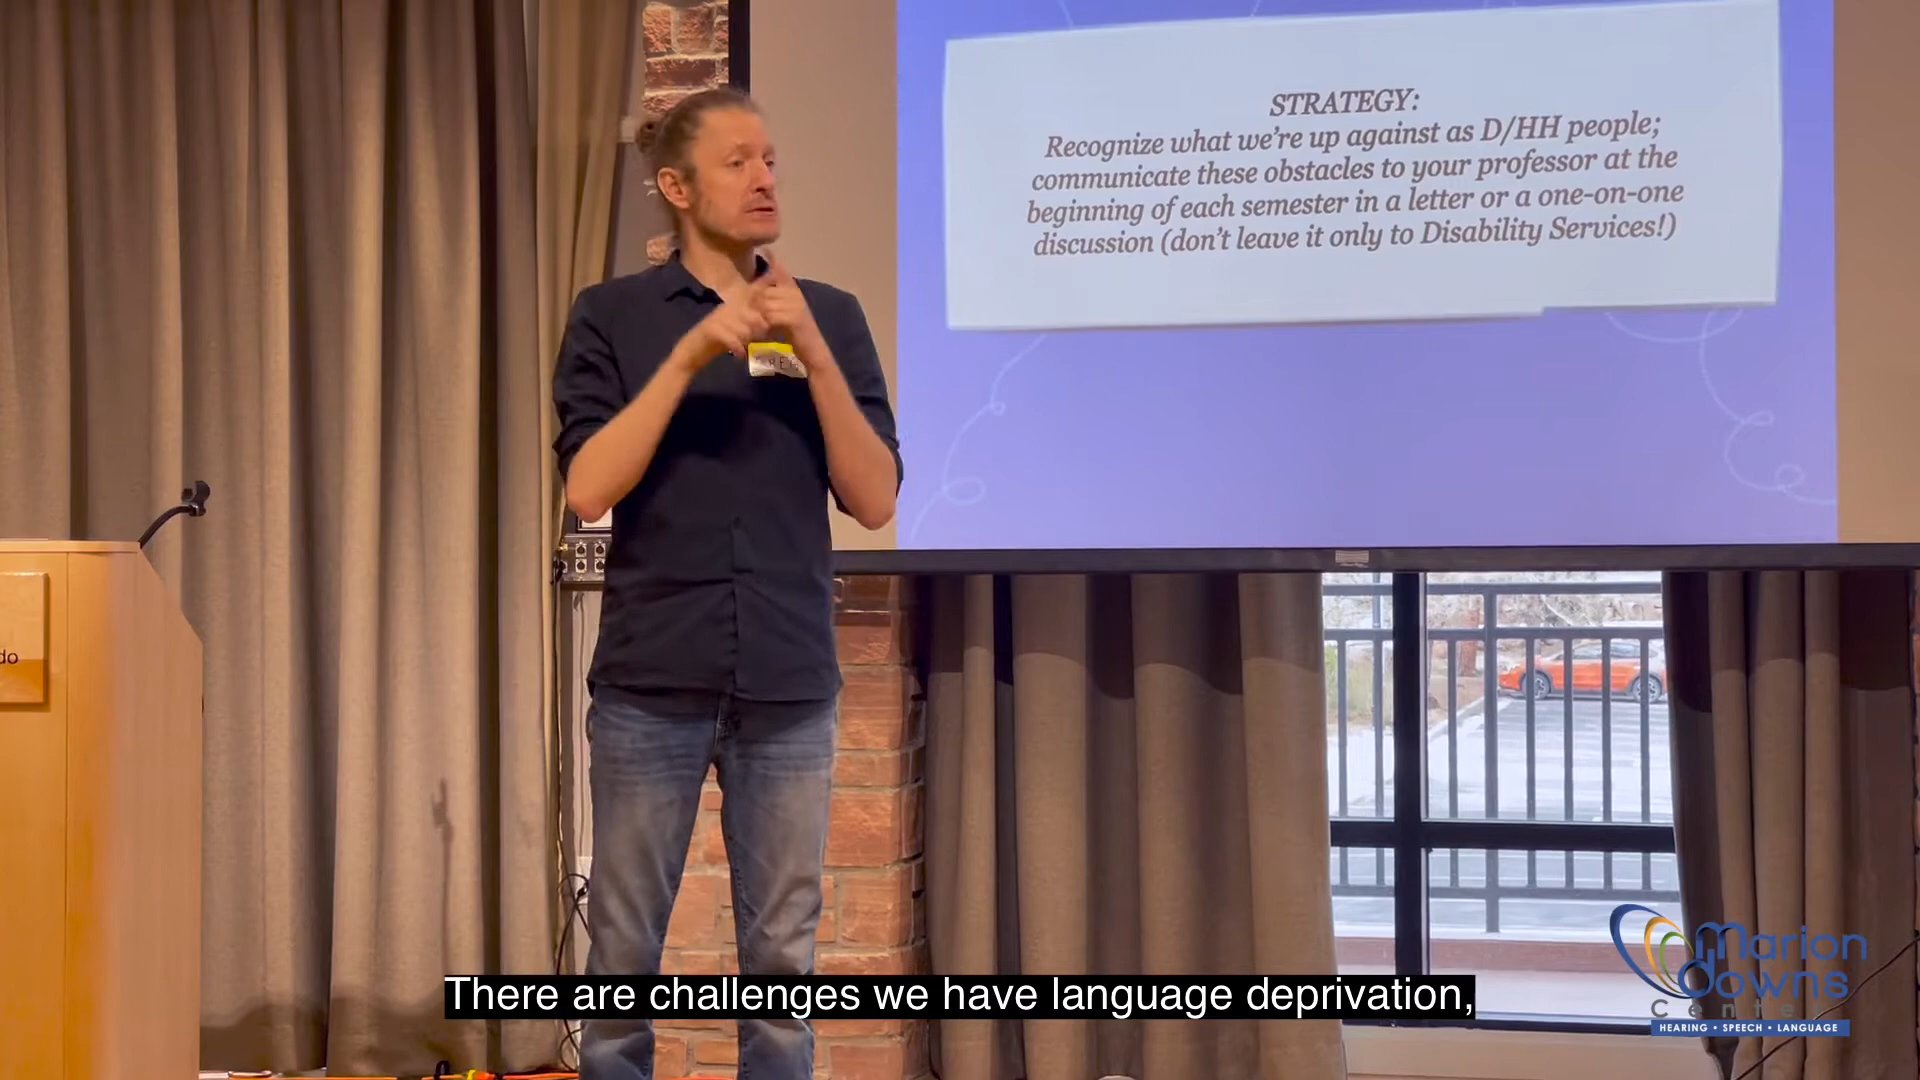 STRATEGY:
Recognize what we're up against as D/HH people;
communicate these obstacles to your professor at the
beginning of each semester in a letter or a one-on-one
discussion (don't leave it only to Disability Services!)
do
There are challenges we have language deprivation,
Marion
Downs
Center
HEARING • SPEECH • LANGUAGE